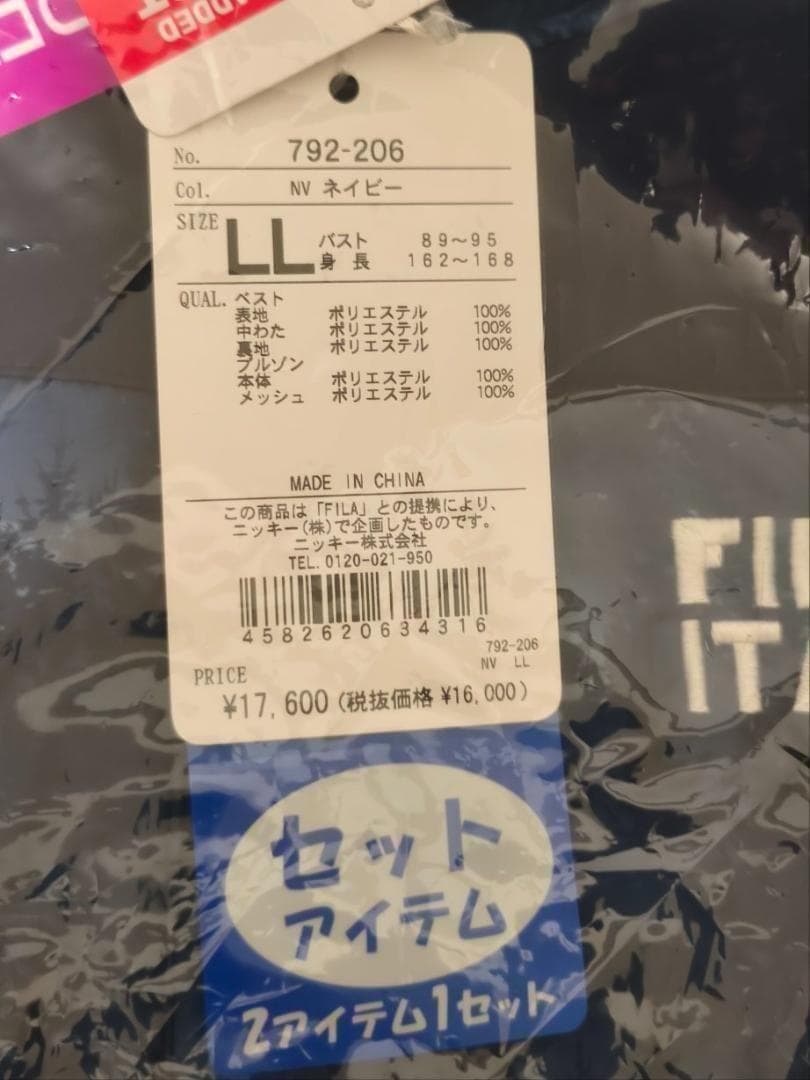 ADDED
No. 792-206
Col. NV ネイビー
SIZE LL バスト 89～95
身 長 162～168
QUAL. ベスト
表地 ポリエステル 100%
中わた ポリエステル 100%
裏地 ポリエステル 100%
ブルゾン
本体 ポリエステル 100%
メッシュ ポリエステル 100%
MADE IN CHINA
この商品は「FILA」との提携により、
ニッキー(株)で企画したものです。
ニッキー株式会社
TEL. 0120-021-950
4582620634316
792-206
NV LL
PRICE
¥17,600 (税抜価格 ¥16,000)
セット
アイテム
2アイテム1セット